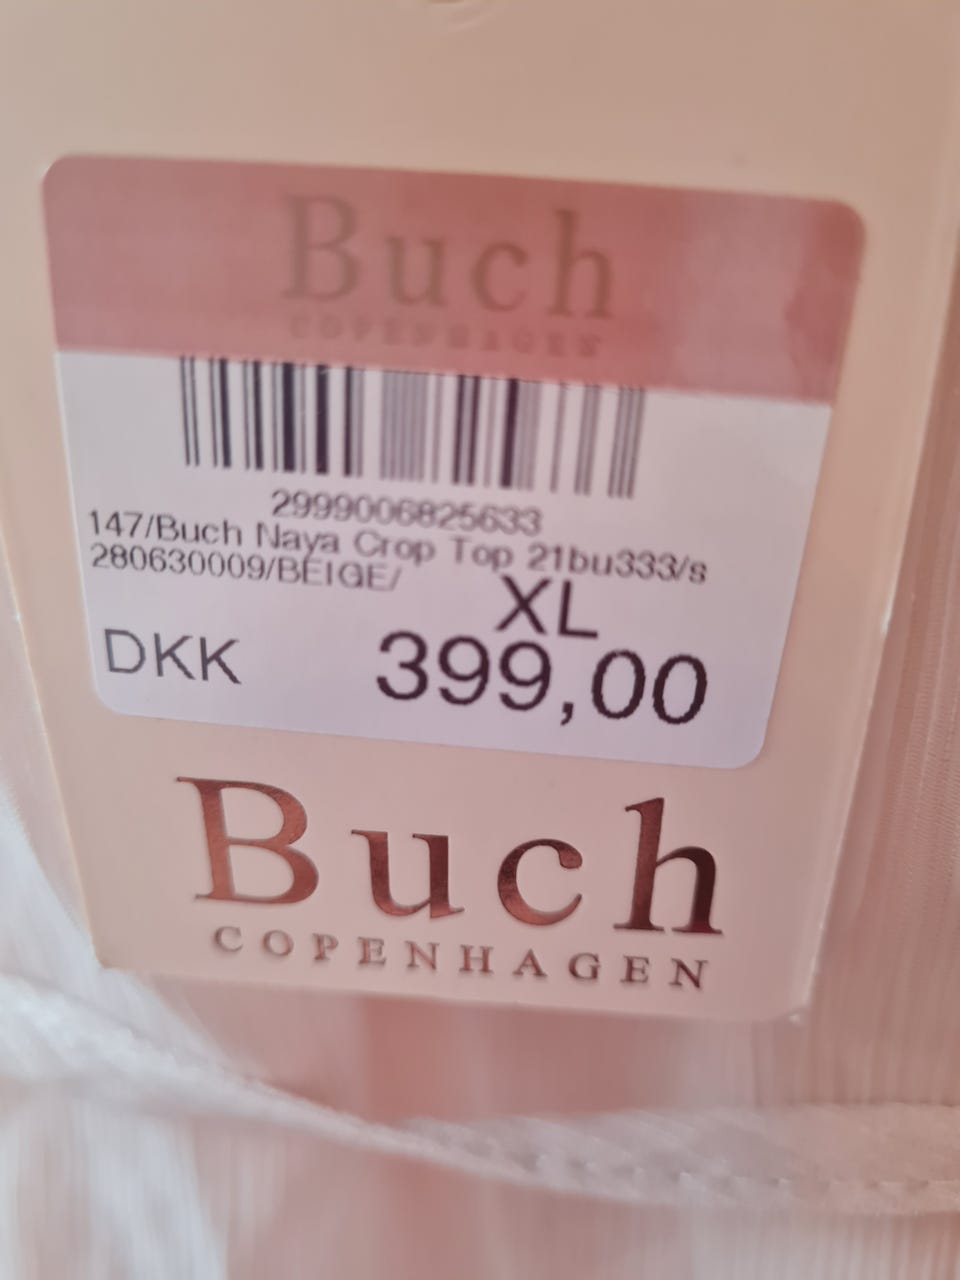 Buch
COPENHAGEN
2999006825633
147/Buch Naya Crop Top 21bu333/s
280630009/BEIGE/
XL
DKK 399,00
Buch
COPENHAGEN